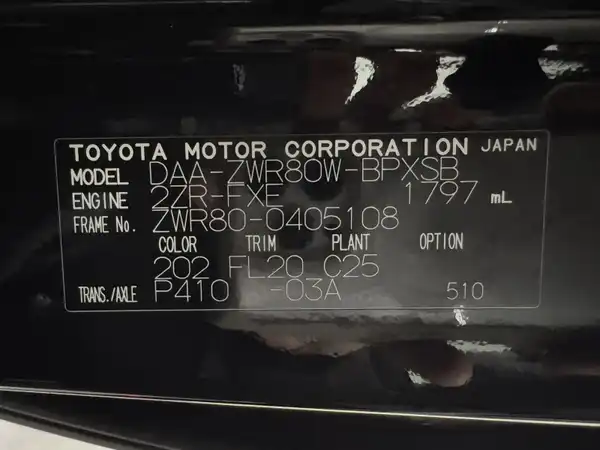 TOYOTA MOTOR CORPORATION JAPAN
MODEL DAA-ZWR80W-BPXSB
ENGINE 2ZR-FXE 1797 mL
FRAME No. ZWR80-0405108
COLOR TRIM PLANT OPTION
202 FL20 C25
TRANS./AXLE P410 -03A 510